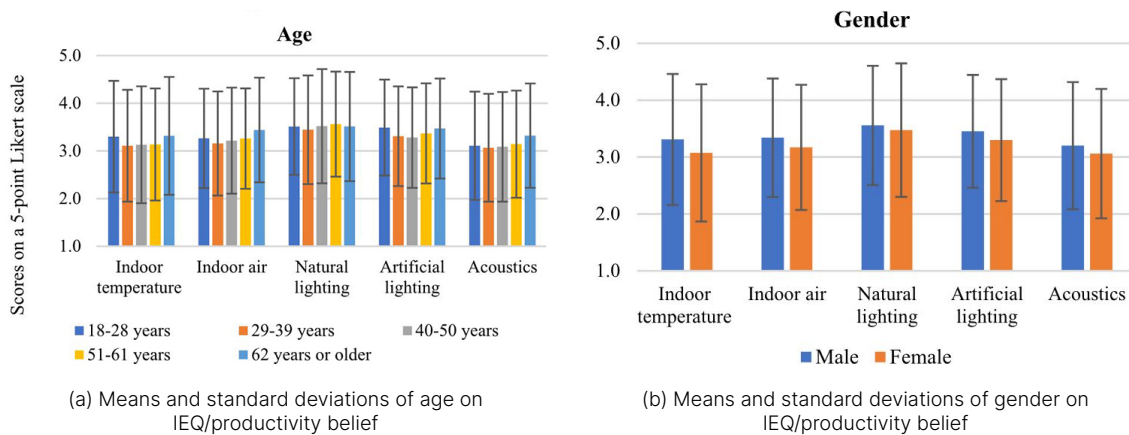 Age
Scores on a 5-point Likert scale
5.0
4.0
3.0
2.0
1.0
Indoor temperature
Indoor air
Natural lighting
Artificial lighting
Acoustics
18-28 years
29-39 years
40-50 years
51-61 years
62 years or older
(a) Means and standard deviations of age on
IEQ/productivity belief
Gender
5.0
4.0
3.0
2.0
1.0
Indoor temperature
Indoor air
Natural lighting
Artificial lighting
Acoustics
Male
Female
(b) Means and standard deviations of gender on
IEQ/productivity belief